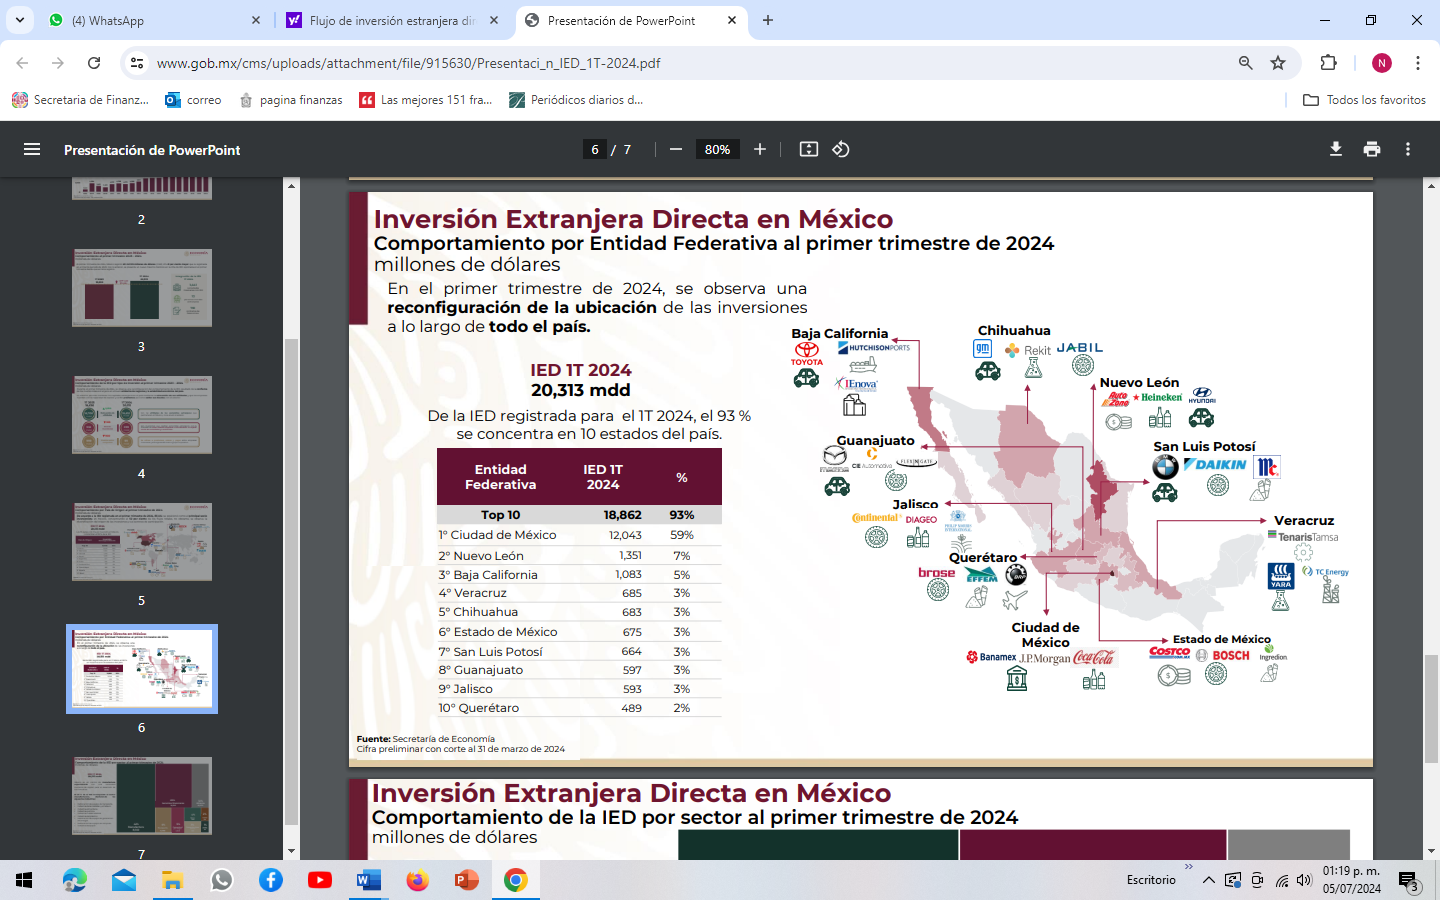 (4) WhatsApp
Flujo de inversión extranjera di
Presentación de PowerPoint
www.gob.mx/cms/uploads/attachment/file/915630/Presentaci_n_IED_1T-2024.pdf
N
Secretaria de Finanz...
correo
pagina finanzas
Las mejores 151 fra...
Periódicos diarios d...
Todos los favoritos
Presentación de PowerPoint
6 / 7
80%
2
3
4
5
6
7
Inversión Extranjera Directa en México
Comportamiento por Entidad Federativa al primer trimestre de 2024
millones de dólares
En el primer trimestre de 2024, se observa una
reconfiguración de la ubicación de las inversiones
a lo largo de todo el país.
IED 1T 2024
20,313 mdd
De la IED registrada para el 1T 2024, el 93 %
se concentra en 10 estados del país.
Entidad Federativa IED 1T 2024 %
Top 10 18,862 93%
1° Ciudad de México 12,043 59%
2° Nuevo León 1,351 7%
3° Baja California 1,083 5%
4° Veracruz 685 3%
5° Chihuahua 683 3%
6° Estado de México 675 3%
7° San Luis Potosí 664 3%
8° Guanajuato 597 3%
9° Jalisco 593 3%
10° Querétaro 489 2%
Fuente: Secretaría de Economía
Cifra preliminar con corte al 31 de marzo de 2024
Baja California
TOYOTA
HUTCHISON PORTS
IEnova
Chihuahua
gm
Rekit
JABIL
Nuevo León
Auto Zone
Heineken
HYUNDAI
Guanajuato
CIE Automotive
FLEX-N-GATE
San Luis Potosí
BMW
DAIKIN
Jalisco
Continental
DIAGEO
Veracruz
TenarisTamsa
YARA
TC Energy
Querétaro
brose
EFFEM
BRP
Ciudad de
México
Banamex
J.P.Morgan
Coca-Cola
Estado de México
COSTCO
BOSCH
Ingredion
Inversión Extranjera Directa en México
Comportamiento de la IED por sector al primer trimestre de 2024
millones de dólares
Escritorio
01:19 p. m.
05/07/2024
3